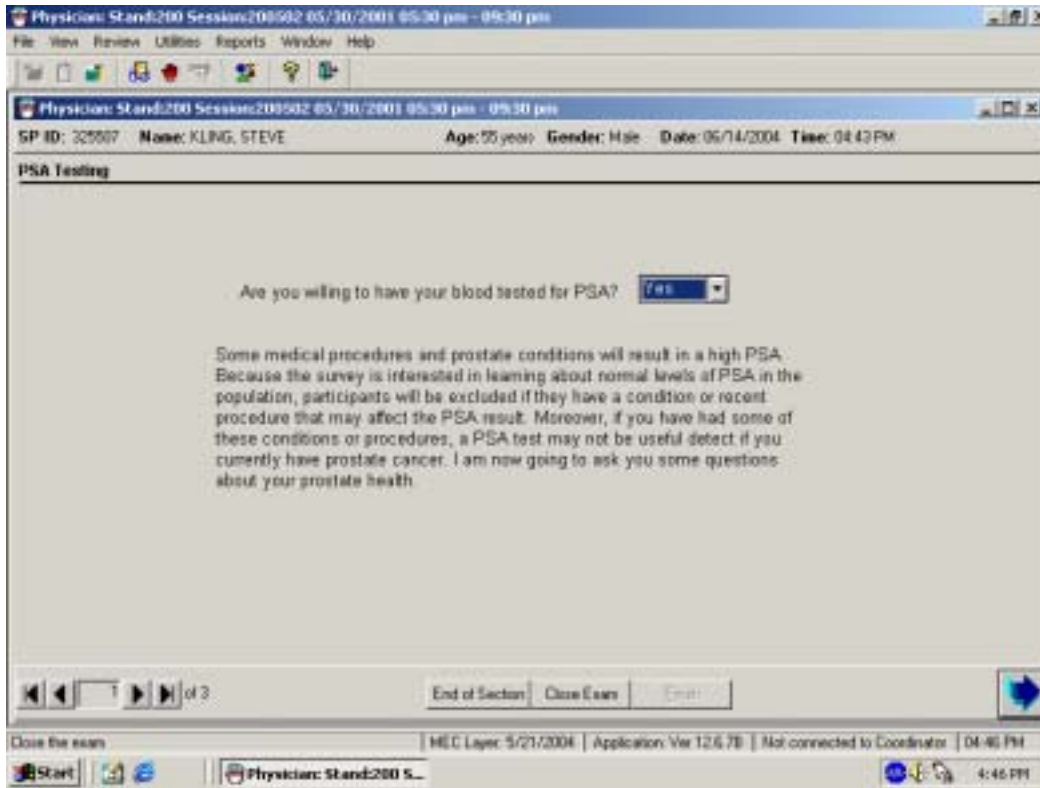 Physician: Stand:200 Session:200502 05/30/2001 05:30 pm - 09:30 pm
File View Review Utilities Reports Window Help
Physician: Stand:200 Session:200502 05/30/2001 05:30 pm - 09:30 pm
SP ID: 325507 Name: KLING, STEVE Age: 55 years Gender: Male Date: 06/14/2004 Time: 04:43 PM
PSA Testing
Are you willing to have your blood tested for PSA? Yes
Some medical procedures and prostate conditions will result in a high PSA.
Because the survey is interested in learning about normal levels of PSA in the
population, participants will be excluded if they have a condition or recent
procedure that may affect the PSA result. Moreover, if you have had some of
these conditions or procedures, a PSA test may not be useful detect if you
currently have prostate cancer. I am now going to ask you some questions
about your prostate health.
1 of 3 End of Section Close Exam
Close the exam MEC Layer: 5/21/2004 Application: Ver 12.6.78 Not connected to Coordinator 04:46 PM
Start Physician: Stand:200 S... 4:46 PM